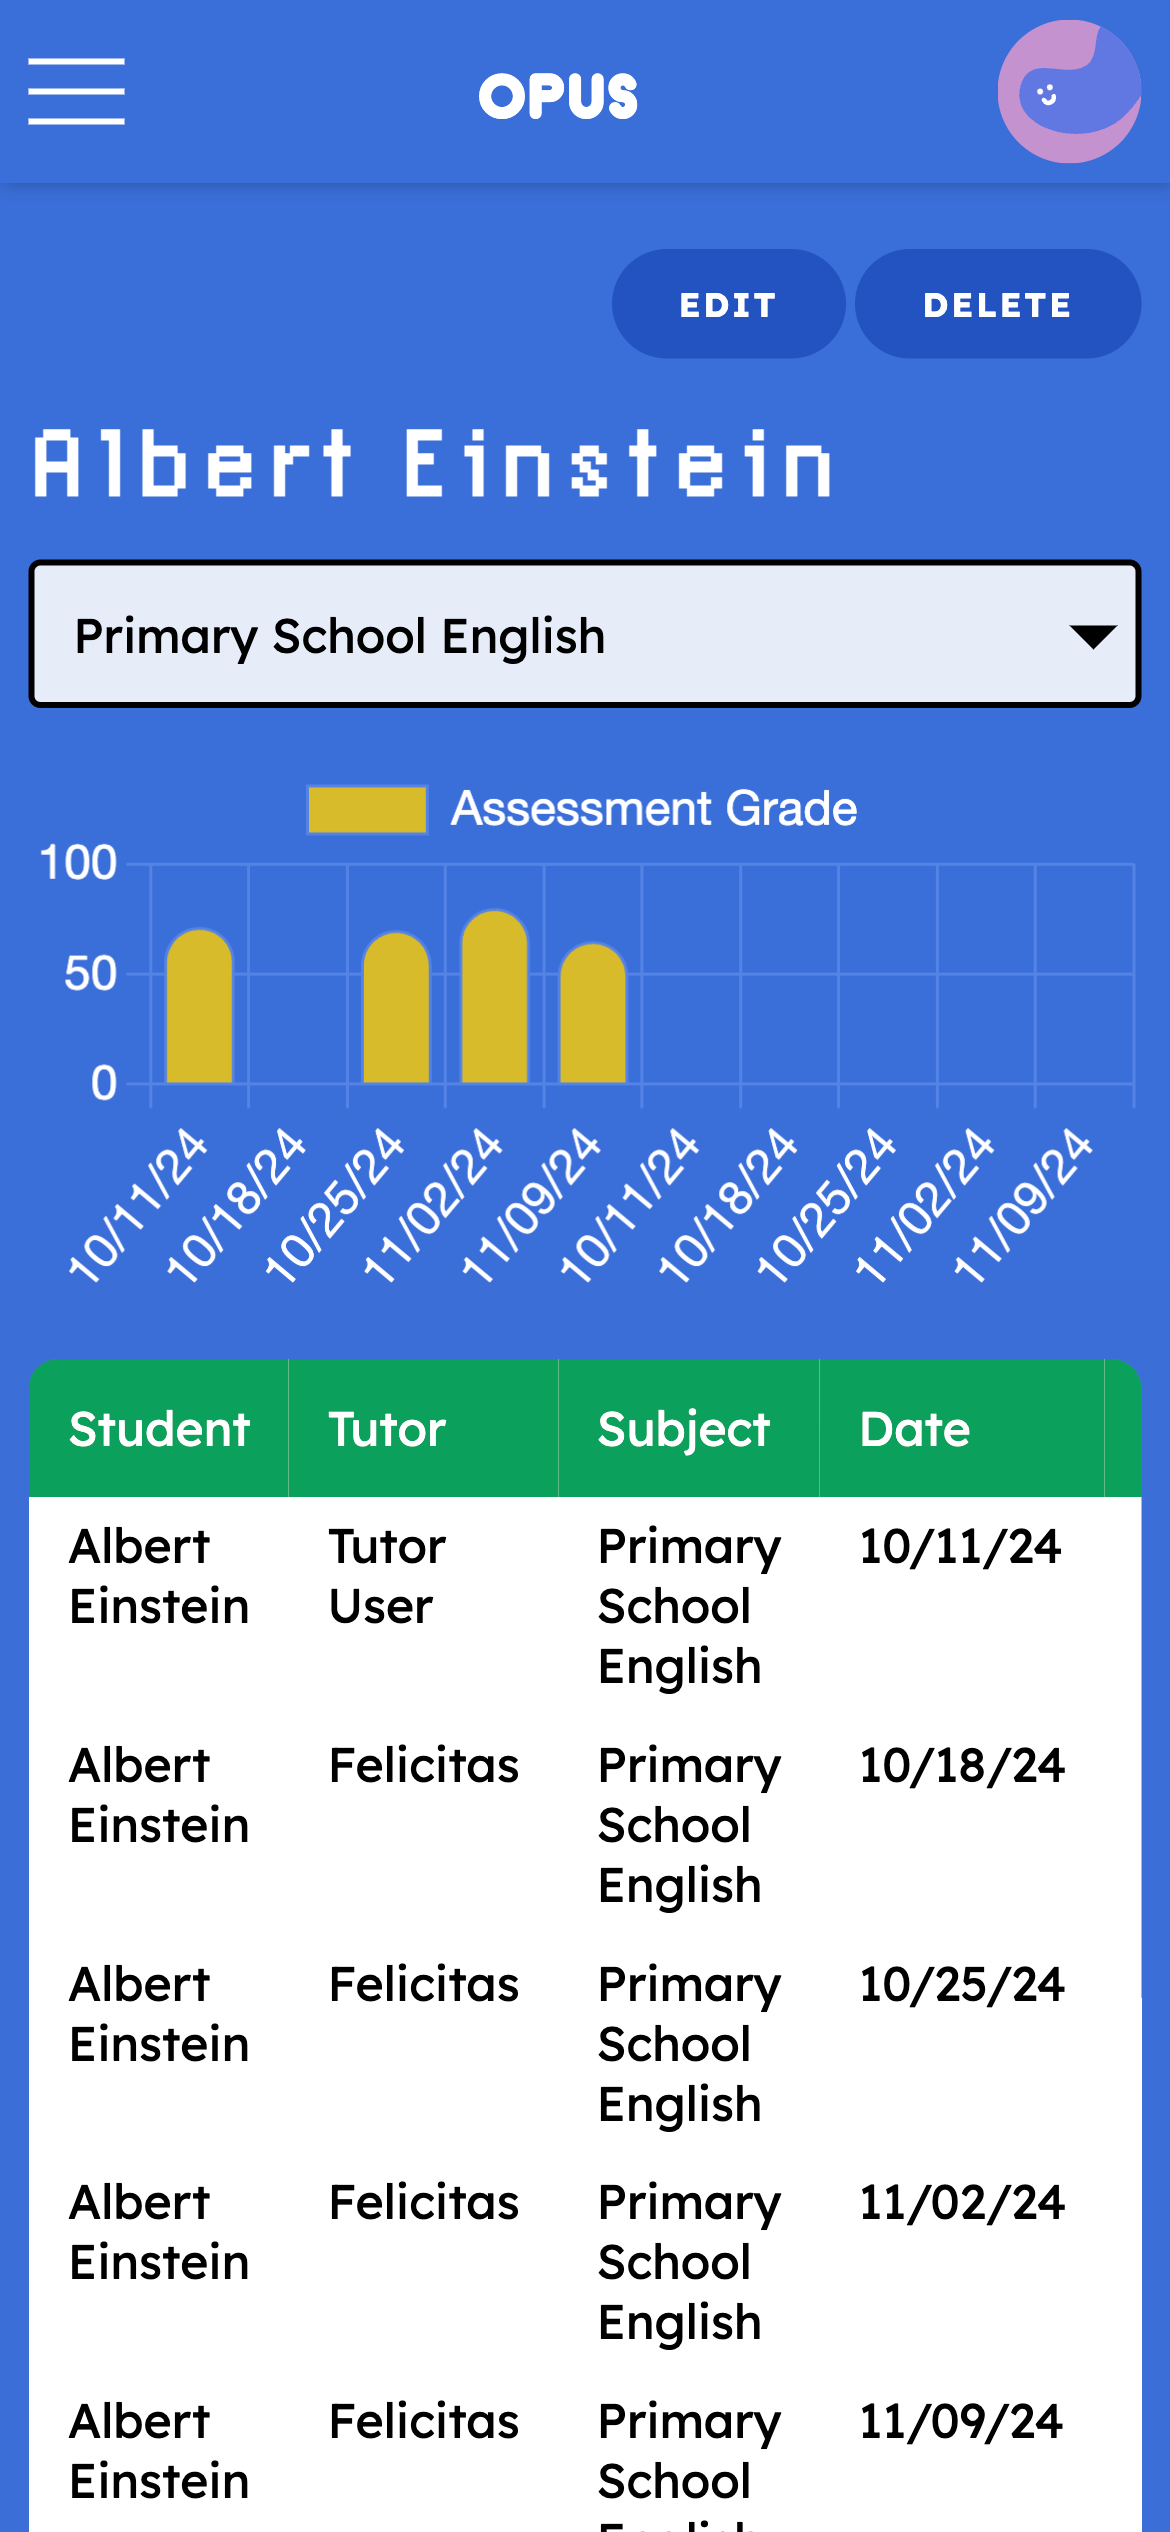 OPUS
EDIT DELETE
Albert Einstein
Primary School English
Assessment Grade
100
50
0
10/11/24 10/18/24 10/25/24 11/02/24 11/09/24 10/11/24 10/18/24 10/25/24 11/02/24 11/09/24
Student Tutor Subject Date
Albert Tutor Primary 10/11/24
Einstein User School
English
Albert Felicitas Primary 10/18/24
Einstein School
English
Albert Felicitas Primary 10/25/24
Einstein School
English
Albert Felicitas Primary 11/02/24
Einstein School
English
Albert Felicitas Primary 11/09/24
Einstein School